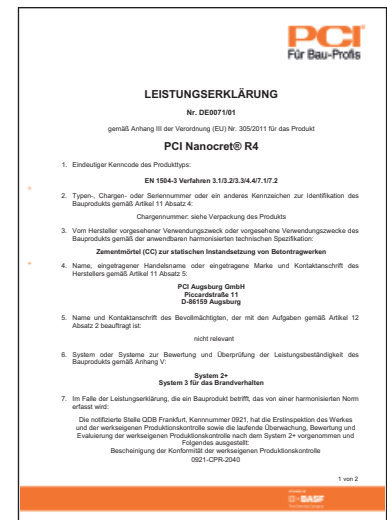 PCI®
Für Bau-Profis
LEISTUNGSERKLÄRUNG
Nr. DE0071/01
gemäß Anhang III der Verordnung (EU) Nr. 305/2011 für das Produkt
PCI Nanocret® R4
1. Eindeutiger Kenncode des Produkttyps:
EN 1504-3 Verfahren 3.1/3.2/3.3/4.4/7.1/7.2
2. Typen-, Chargen- oder Seriennummer oder ein anderes Kennzeichen zur Identifikation des
Bauprodukts gemäß Artikel 11 Absatz 4:
Chargennummer: siehe Verpackung des Produkts
3. Vom Hersteller vorgesehener Verwendungszweck oder vorgesehene Verwendungszwecke des
Bauprodukts gemäß der anwendbaren harmonisierten technischen Spezifikation:
Zementmörtel (CC) zur statischen Instandsetzung von Betontragwerken
4. Name, eingetragener Handelsname oder eingetragene Marke und Kontaktanschrift des
Herstellers gemäß Artikel 11 Absatz 5:
PCI Augsburg GmbH
Piccardstraße 11
D-86159 Augsburg
5. Name und Kontaktanschrift des Bevollmächtigten, der mit den Aufgaben gemäß Artikel 12
Absatz 2 beauftragt ist:
nicht relevant
6. System oder Systeme zur Bewertung und Überprüfung der Leistungsbeständigkeit des
Bauprodukts gemäß Anhang V:
System 2+
System 3 für das Brandverhalten
7. Im Falle der Leistungserklärung, die ein Bauprodukt betrifft, das von einer harmonisierten Norm
erfasst wird:
Die notifizierte Stelle QDB Frankfurt, Kennnummer 0921, hat die Erstinspektion des Werkes
und der werkseigenen Produktionskontrolle sowie die laufende Überwachung, Bewertung und
Evaluierung der werkseigenen Produktionskontrolle nach dem System 2+ vorgenommen und
Folgendes ausgestellt:
Bescheinigung der Konformität der werkseigenen Produktionskontrolle
0921-CPR-2040
1 von 2
BASF